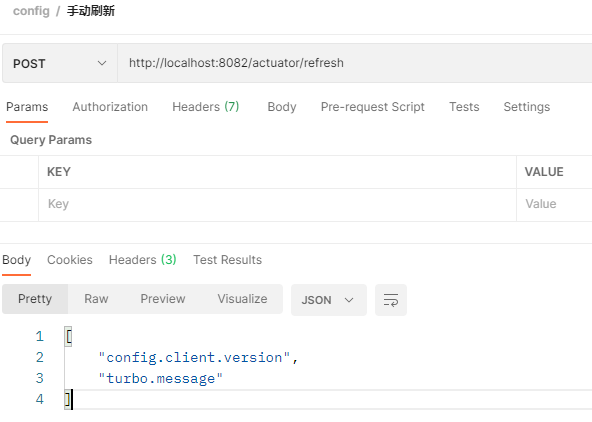 config / 手动刷新
POST http://localhost:8082/actuator/refresh
Params Authorization Headers (7) Body Pre-request Script Tests Settings
Query Params
KEY VALUE
Key Value
Body Cookies Headers (3) Test Results
Pretty Raw Preview Visualize JSON
1 [
2 "config.client.version",
3 "turbo.message"
4 ]